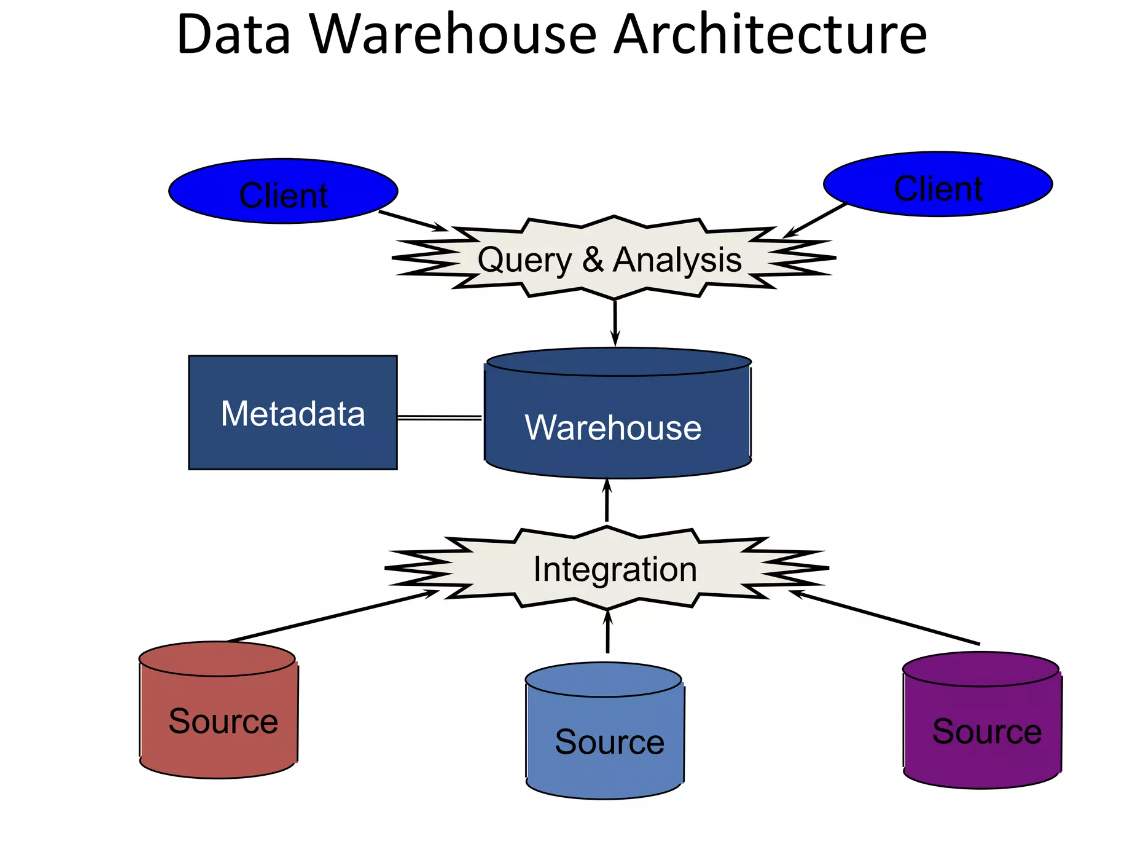 Data Warehouse Architecture
Client
Client
Query & Analysis
Metadata
Warehouse
Integration
Source
Source
Source